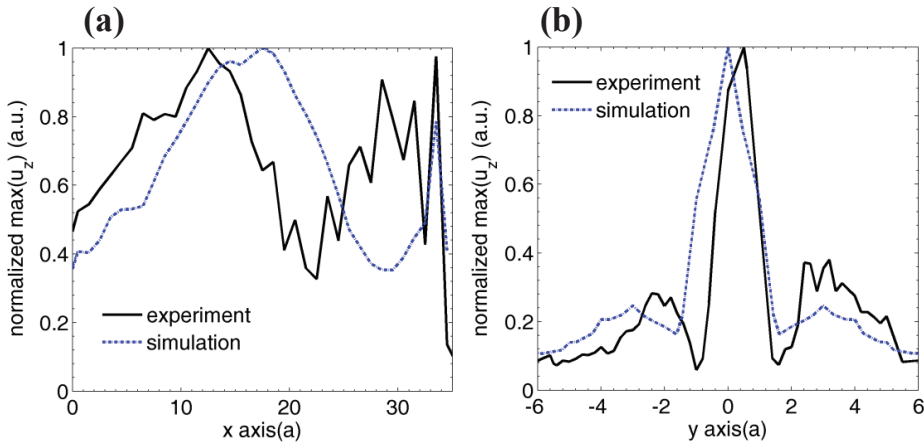 (a)
(b)
normalized max(u_z) (a.u.)
1
0.8
0.6
0.4
0.2
0
experiment
simulation
0
10
20
30
x axis(a)
normalized max(u_z) (a.u.)
1
0.8
0.6
0.4
0.2
0
experiment
simulation
-6
-4
-2
0
2
4
6
y axis(a)